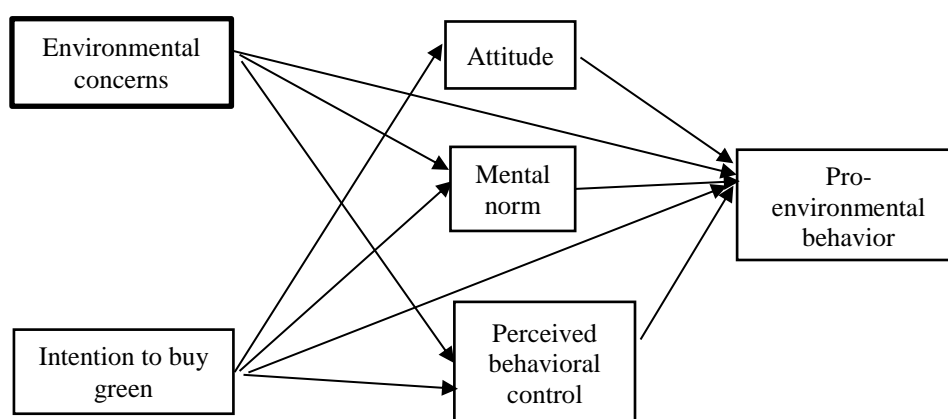 Environmental
concerns
Attitude
Mental
norm
Pro-
environmental
behavior
Intention to buy
green
Perceived
behavioral
control